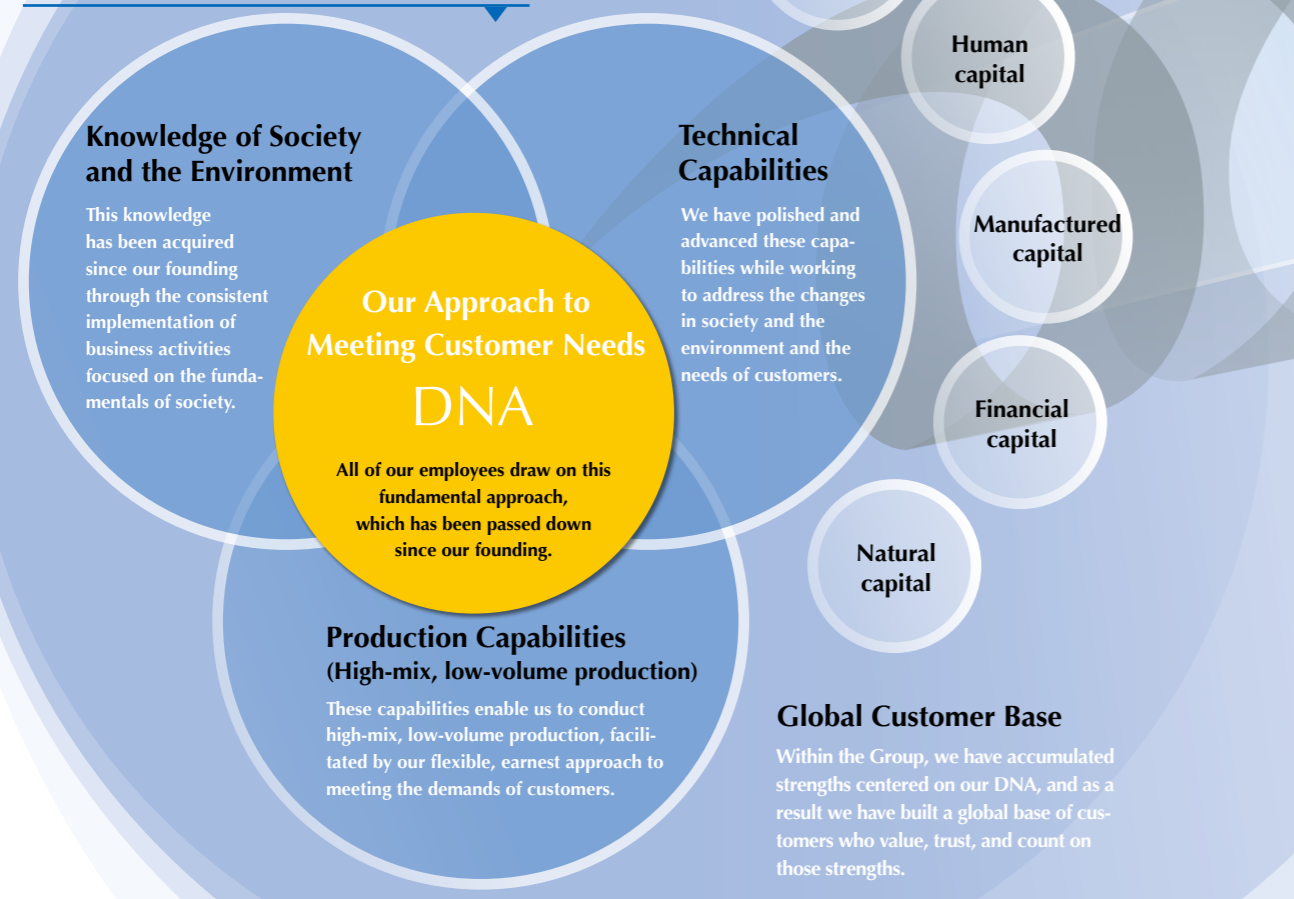 Knowledge of Society
and the Environment
This knowledge
has been acquired
since our founding
through the consistent
implementation of
business activities
focused on the funda-
mentals of society.
Technical
Capabilities
We have polished and
advanced these capa-
bilities while working
to address the changes
in society and the
environment and the
needs of customers.
Our Approach to
Meeting Customer Needs
DNA
All of our employees draw on this
fundamental approach,
which has been passed down
since our founding.
Production Capabilities
(High-mix, low-volume production)
These capabilities enable us to conduct
high-mix, low-volume production, facili-
tated by our flexible, earnest approach to
meeting the demands of customers.
Human
capital
Manufactured
capital
Financial
capital
Natural
capital
Global Customer Base
Within the Group, we have accumulated
strengths centered on our DNA, and as a
result we have built a global base of cus-
tomers who value, trust, and count on
those strengths.